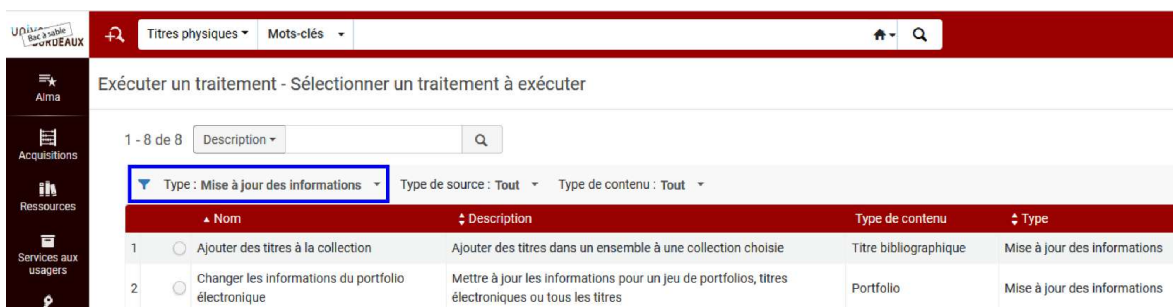 Université
Bac à sable
BORDEAUX
Titres physiques
Mots-clés
Alma
Acquisitions
Ressources
Services aux
usagers
Exécuter un traitement - Sélectionner un traitement à exécuter
1 - 8 de 8 Description
Type : Mise à jour des informations Type de source : Tout Type de contenu : Tout
Nom Description Type de contenu Type
1 Ajouter des titres à la collection Ajouter des titres dans un ensemble à une collection choisie Titre bibliographique Mise à jour des informations
2 Changer les informations du portfolio électronique Mettre à jour les informations pour un jeu de portfolios, titres électroniques ou tous les titres Portfolio Mise à jour des informations